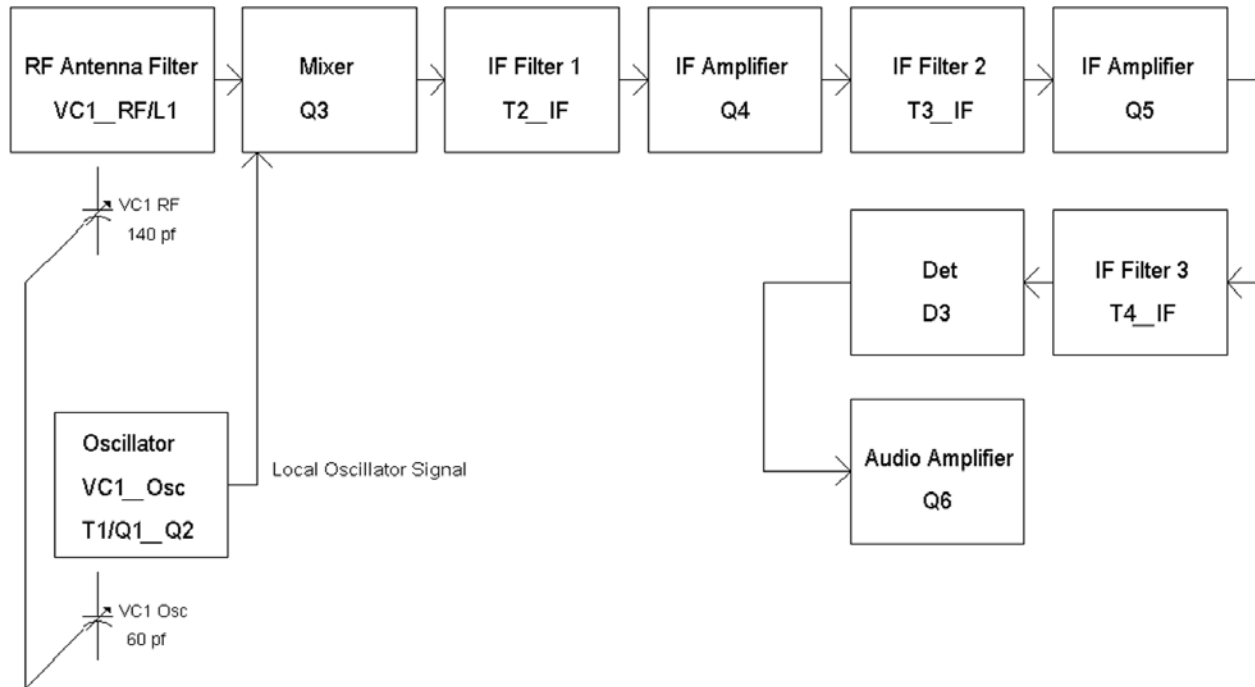 RF Antenna Filter
VC1__RF/L1
Mixer
Q3
IF Filter 1
T2__IF
IF Amplifier
Q4
IF Filter 2
T3__IF
IF Amplifier
Q5
VC1 RF
140 pf
Det
D3
IF Filter 3
T4__IF
Oscillator
VC1__Osc
T1/Q1__Q2
Local Oscillator Signal
Audio Amplifier
Q6
VC1 Osc
60 pf